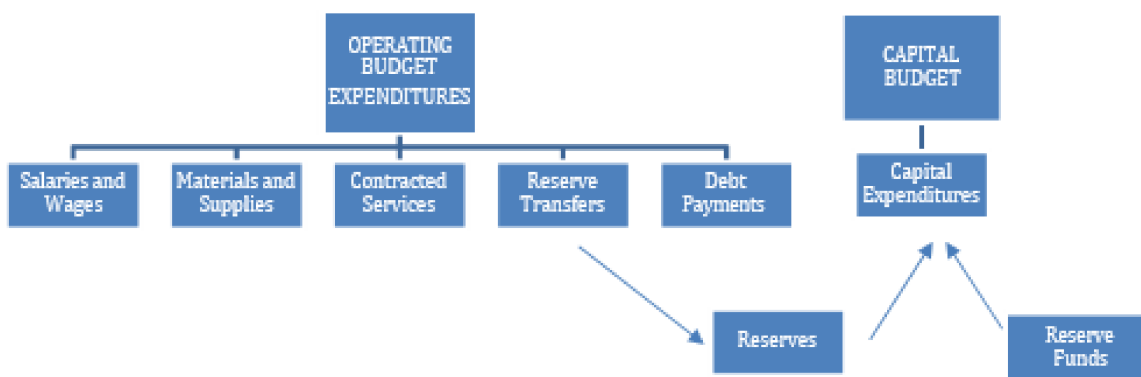 OPERATING
BUDGET
EXPENDITURES
CAPITAL
BUDGET
Salaries and
Wages
Materials and
Supplies
Contracted
Services
Reserve
Transfers
Debt
Payments
Capital
Expenditures
Reserves
Reserve
Funds